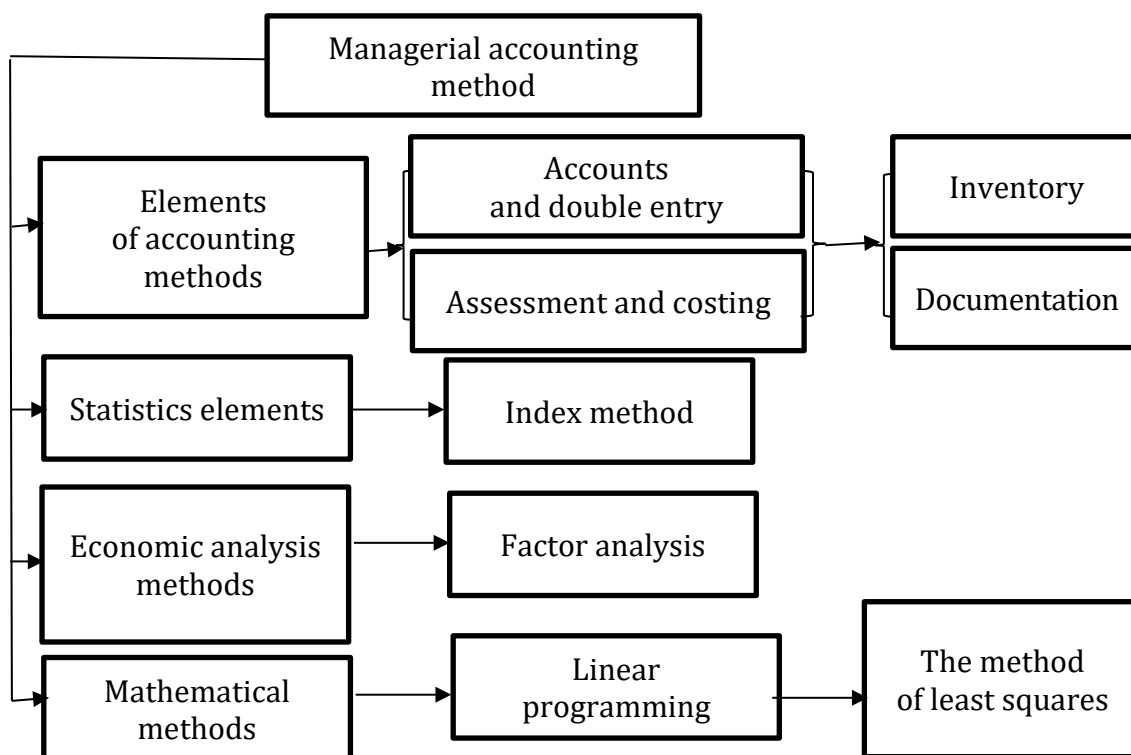 Managerial accounting
method
Elements
of accounting
methods
Accounts
and double entry
Assessment and costing
Inventory
Documentation
Statistics elements
Index method
Economic analysis
methods
Factor analysis
Mathematical
methods
Linear
programming
The method
of least squares